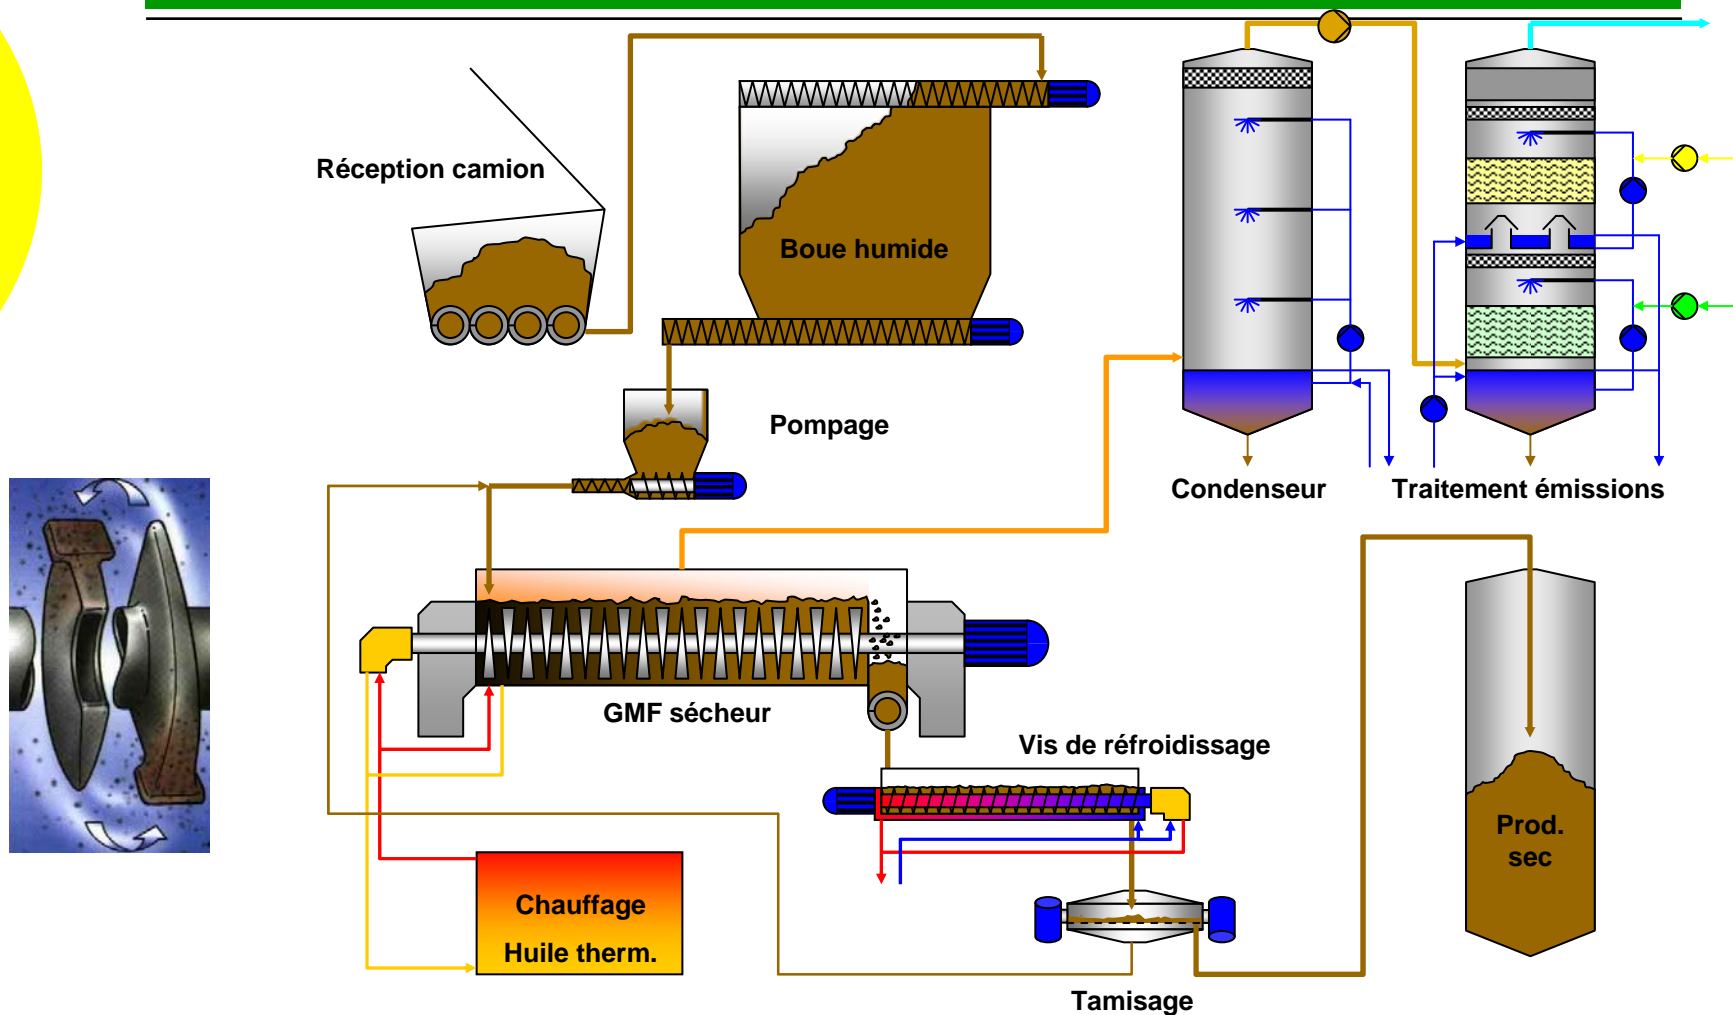 Réception camion
Boue humide
Pompage
Condenseur
Traitement émissions
GMF sécheur
Vis de réfroidissage
Prod.
sec
Chauffage
Huile therm.
Tamisage